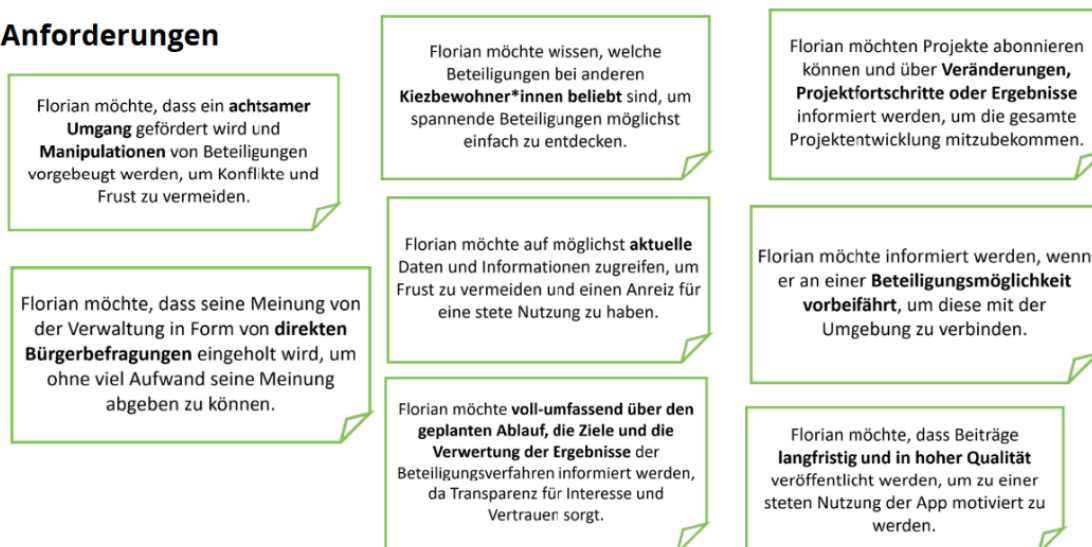 Anforderungen
Florian möchte, dass ein achtsamer
Umgang gefördert wird und
Manipulationen von Beteiligungen
vorgebeugt werden, um Konflikte und
Frust zu vermeiden.
Florian möchte, dass seine Meinung von
der Verwaltung in Form von direkten
Bürgerbefragungen eingeholt wird, um
ohne viel Aufwand seine Meinung
abgeben zu können.
Florian möchte wissen, welche
Beteiligungen bei anderen
Kiezbewohner*innen beliebt sind, um
spannende Beteiligungen möglichst
einfach zu entdecken.
Florian möchte auf möglichst aktuelle
Daten und Informationen zugreifen, um
Frust zu vermeiden und einen Anreiz für
eine stete Nutzung zu haben.
Florian möchte voll-umfassend über den
geplanten Ablauf, die Ziele und die
Verwertung der Ergebnisse der
Beteiligungsverfahren informiert werden,
da Transparenz für Interesse und
Vertrauen sorgt.
Florian möchten Projekte abonnieren
können und über Veränderungen,
Projektfortschritte oder Ergebnisse
informiert werden, um die gesamte
Projektentwicklung mitzubekommen.
Florian möchte informiert werden, wenn
er an einer Beteiligungsmöglichkeit
vorbeifährt, um diese mit der
Umgebung zu verbinden.
Florian möchte, dass Beiträge
langfristig und in hoher Qualität
veröffentlicht werden, um zu einer
steten Nutzung der App motiviert zu
werden.